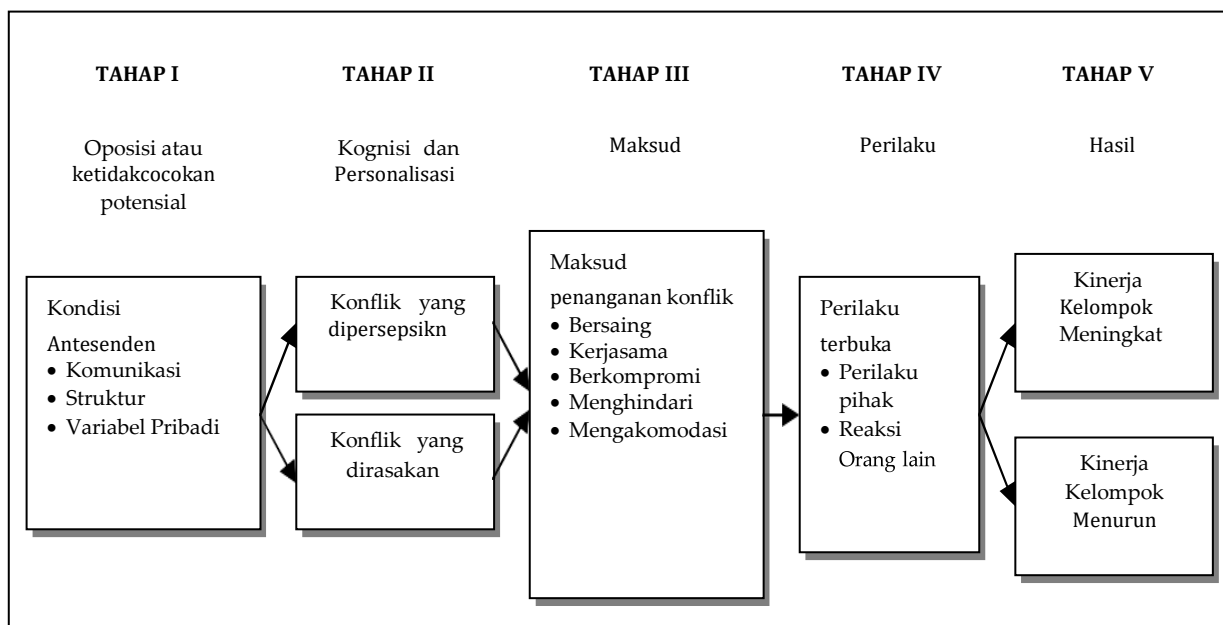 TAHAP I
TAHAP II
TAHAP III
TAHAP IV
TAHAP V
Oposisi atau
ketidakcocokan
potensial
Kognisi dan
Personalisasi
Maksud
Perilaku
Hasil
Kondisi
Antesenden
• Komunikasi
• Struktur
• Variabel Pribadi
Konflik yang
dipersepsikn
Konflik yang
dirasakan
Maksud
penanganan konflik
• Bersaing
• Kerjasama
• Berkompromi
• Menghindari
• Mengakomodasi
Perilaku
terbuka
• Perilaku
pihak
• Reaksi
Orang lain
Kinerja
Kelompok
Meningkat
Kinerja
Kelompok
Menurun